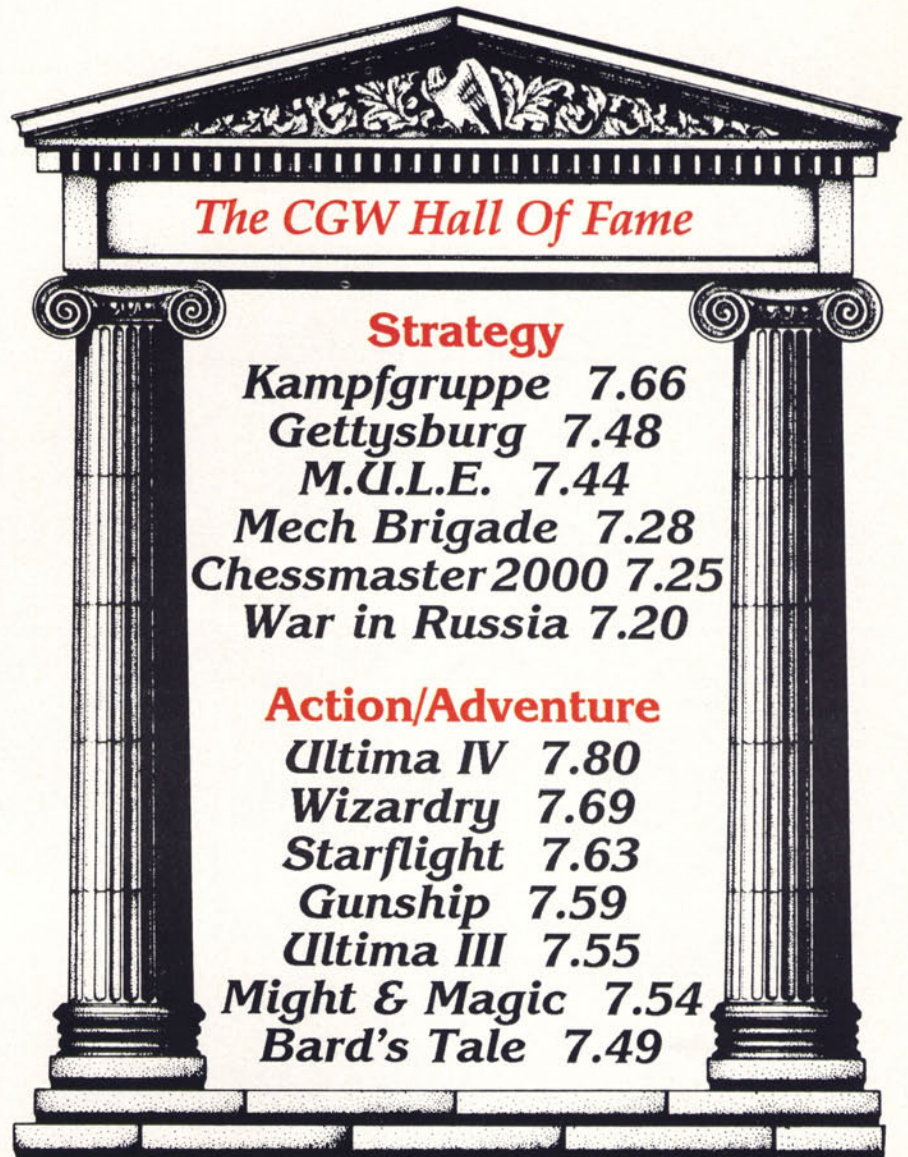 The CGW Hall Of Fame
Strategy
Kampfgruppe 7.66
Gettysburg 7.48
M.U.L.E. 7.44
Mech Brigade 7.28
Chessmaster 2000 7.25
War in Russia 7.20
Action/Adventure
Ultima IV 7.80
Wizardry 7.69
Starflight 7.63
Gunship 7.59
Ultima III 7.55
Might & Magic 7.54
Bard's Tale 7.49